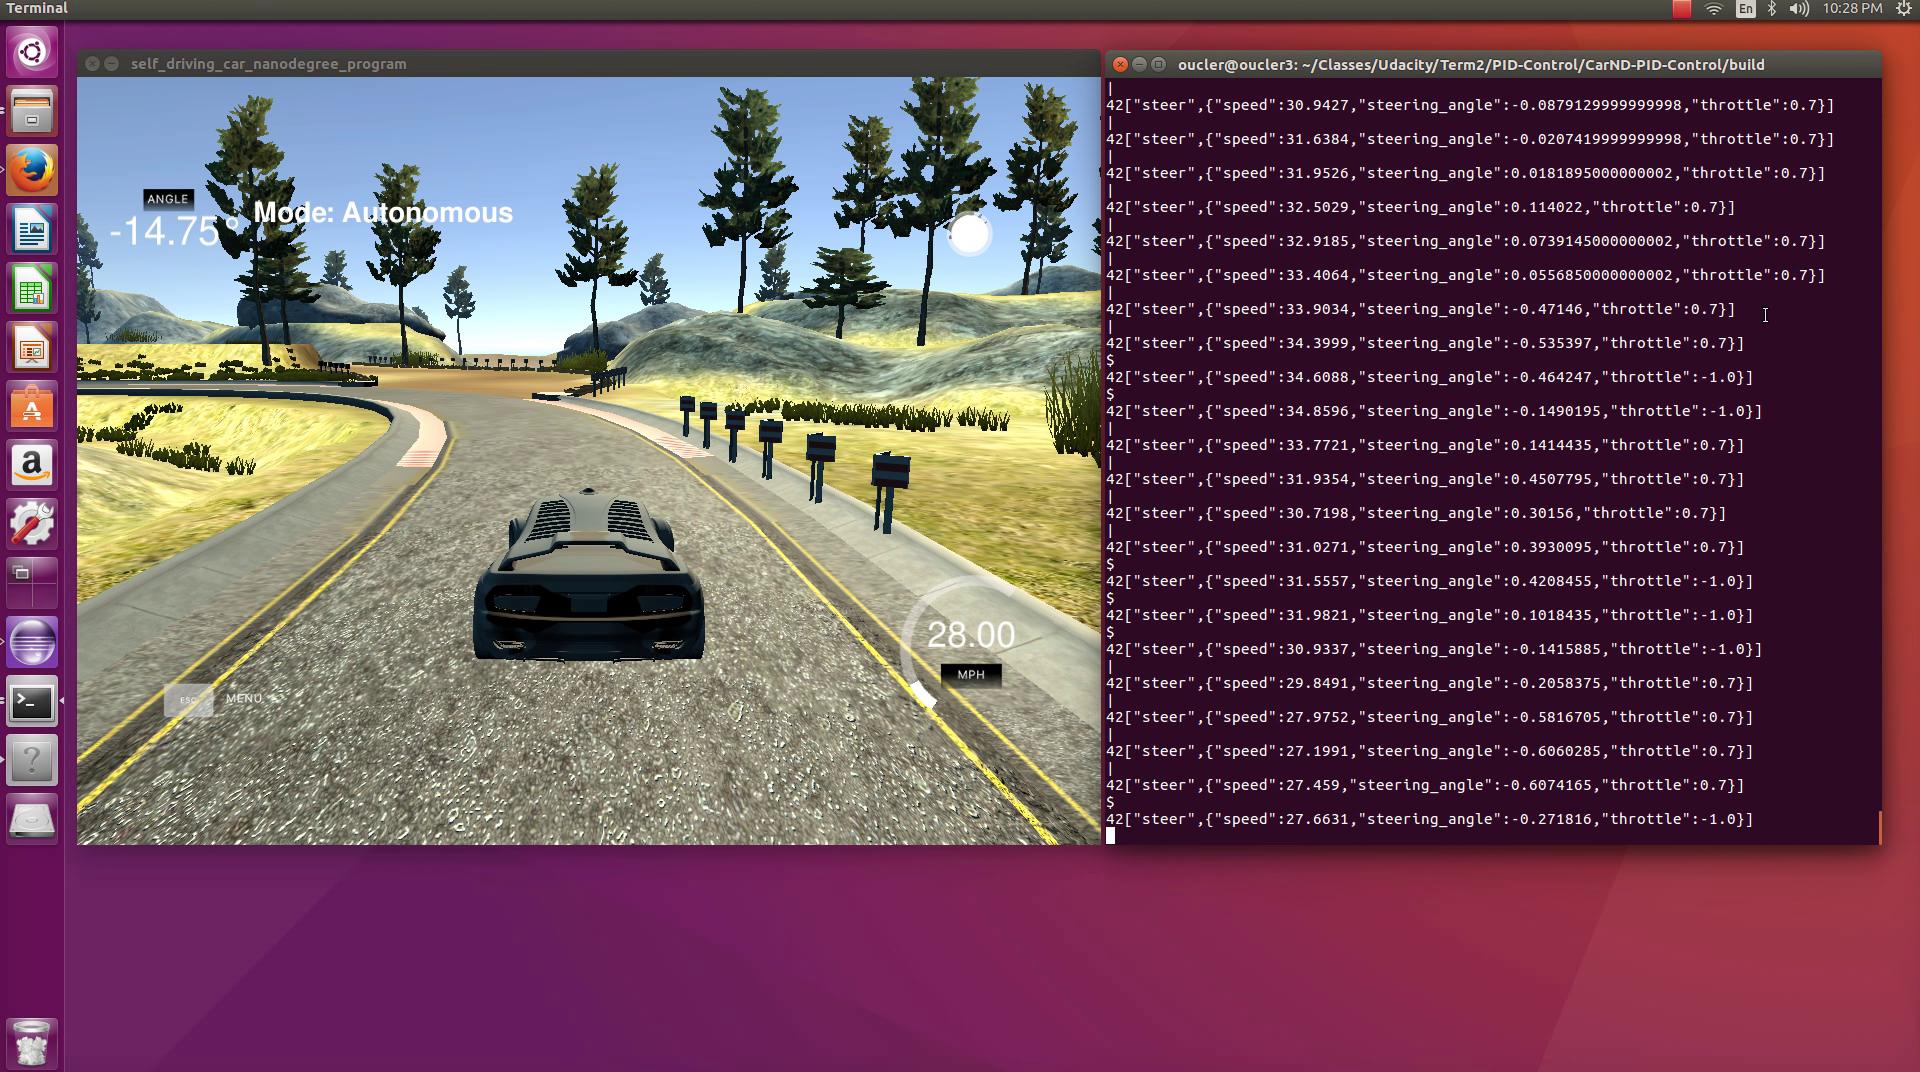 Terminal
En
10:28 PM
self_driving_car_nanodegree_program
ANGLE
-14.75°
Mode: Autonomous
28.00
MPH
ESC
MENU
oucler@oucler3: ~/Classes/Udacity/Term2/PID-Control/CarND-PID-Control/build
|
42["steer",{"speed":30.9427,"steering_angle":-0.0879129999999998,"throttle":0.7}]
|
42["steer",{"speed":31.6384,"steering_angle":-0.0207419999999998,"throttle":0.7}]
|
42["steer",{"speed":31.9526,"steering_angle":0.0181895000000002,"throttle":0.7}]
|
42["steer",{"speed":32.5029,"steering_angle":0.114022,"throttle":0.7}]
|
42["steer",{"speed":32.9185,"steering_angle":0.0739145000000002,"throttle":0.7}]
|
42["steer",{"speed":33.4064,"steering_angle":0.0556850000000002,"throttle":0.7}]
|
42["steer",{"speed":33.9034,"steering_angle":-0.47146,"throttle":0.7}]
|
42["steer",{"speed":34.3999,"steering_angle":-0.535397,"throttle":0.7}]
$
42["steer",{"speed":34.6088,"steering_angle":-0.464247,"throttle":-1.0}]
$
42["steer",{"speed":34.8596,"steering_angle":-0.1490195,"throttle":-1.0}]
|
42["steer",{"speed":33.7721,"steering_angle":0.1414435,"throttle":0.7}]
|
42["steer",{"speed":31.9354,"steering_angle":0.4507795,"throttle":0.7}]
|
42["steer",{"speed":30.7198,"steering_angle":0.30156,"throttle":0.7}]
|
42["steer",{"speed":31.0271,"steering_angle":0.3930095,"throttle":0.7}]
$
42["steer",{"speed":31.5557,"steering_angle":0.4208455,"throttle":-1.0}]
$
42["steer",{"speed":31.9821,"steering_angle":0.1018435,"throttle":-1.0}]
$
42["steer",{"speed":30.9337,"steering_angle":-0.1415885,"throttle":-1.0}]
|
42["steer",{"speed":29.8491,"steering_angle":-0.2058375,"throttle":0.7}]
|
42["steer",{"speed":27.9752,"steering_angle":-0.5816705,"throttle":0.7}]
|
42["steer",{"speed":27.1991,"steering_angle":-0.6060285,"throttle":0.7}]
|
42["steer",{"speed":27.459,"steering_angle":-0.6074165,"throttle":0.7}]
$
42["steer",{"speed":27.6631,"steering_angle":-0.271816,"throttle":-1.0}]